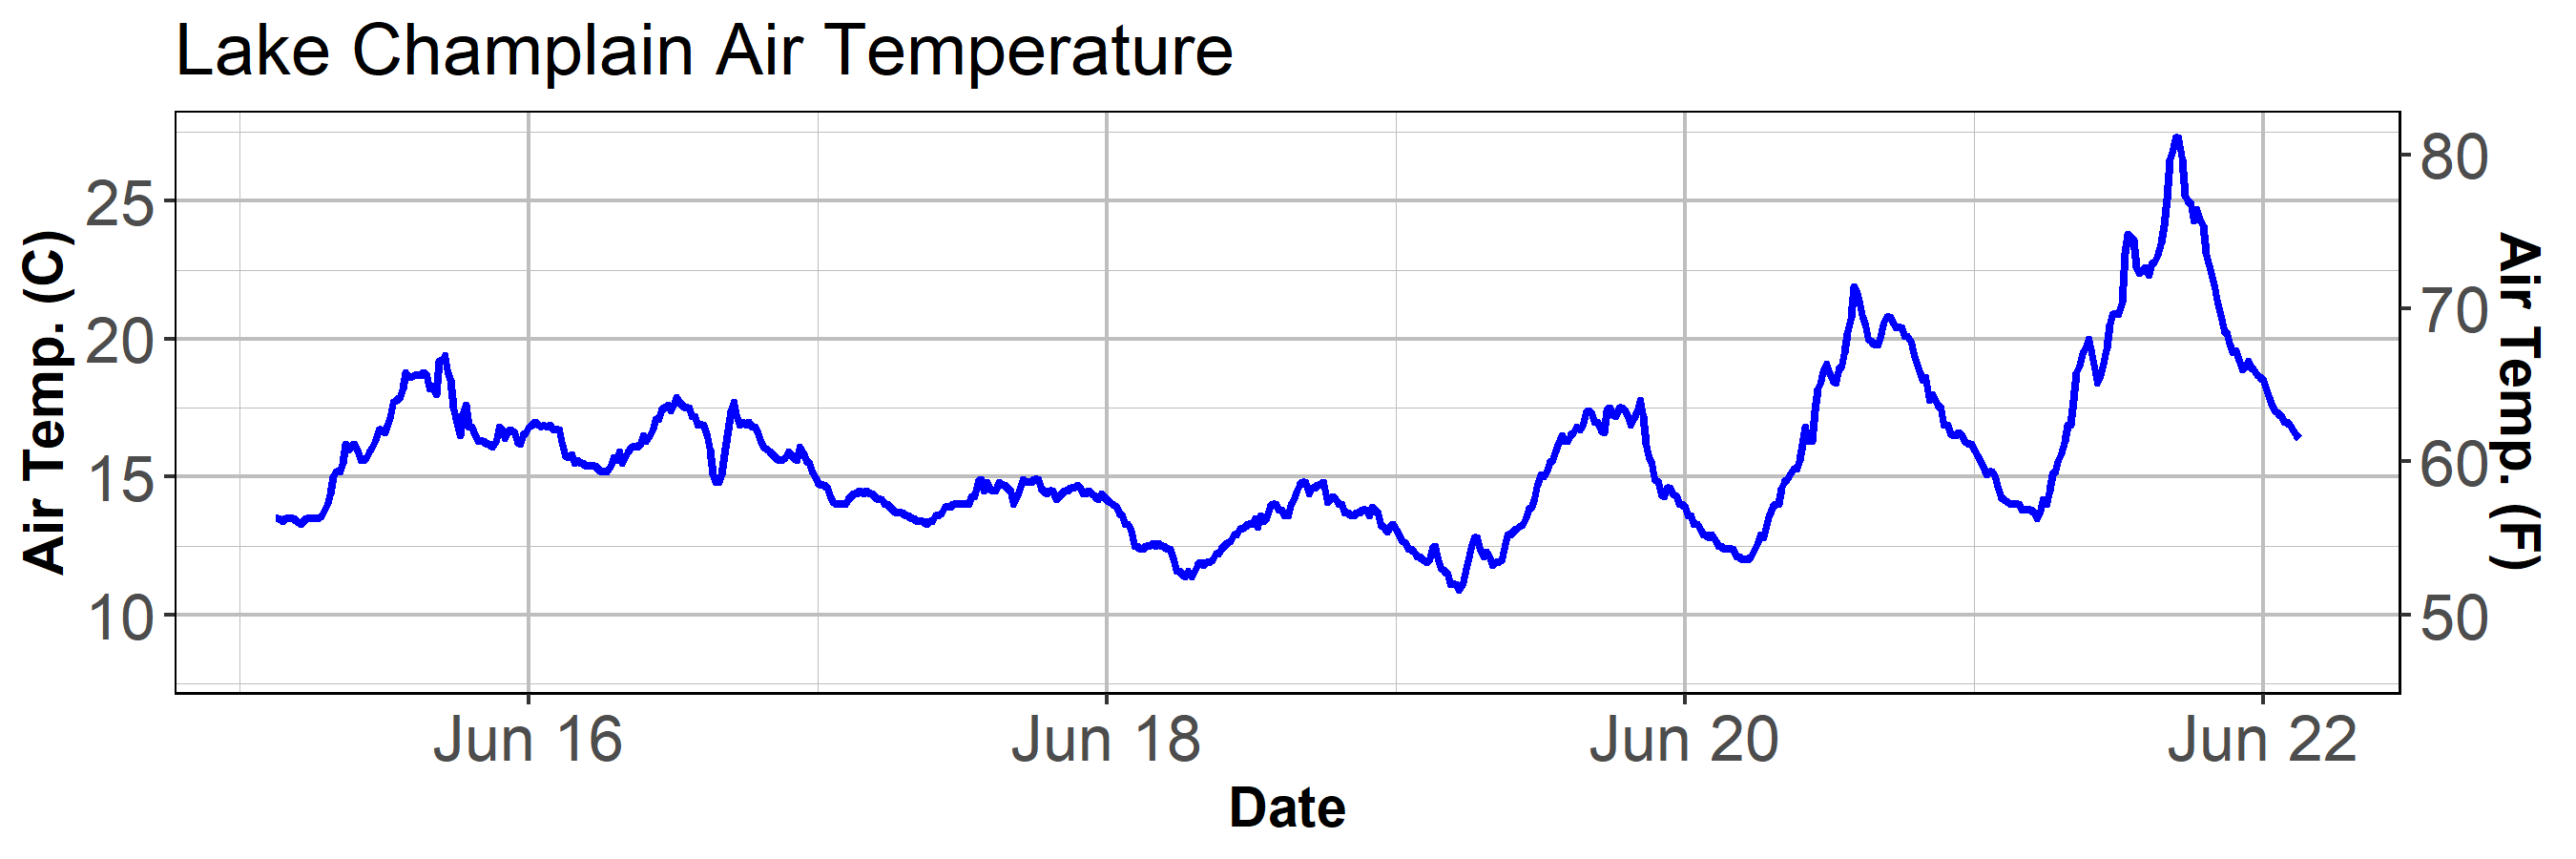 Lake Champlain Air Temperature
Air Temp. (C)
25
20
15
10
80
70
60
50
Air Temp. (F)
Jun 16
Jun 18
Jun 20
Jun 22
Date